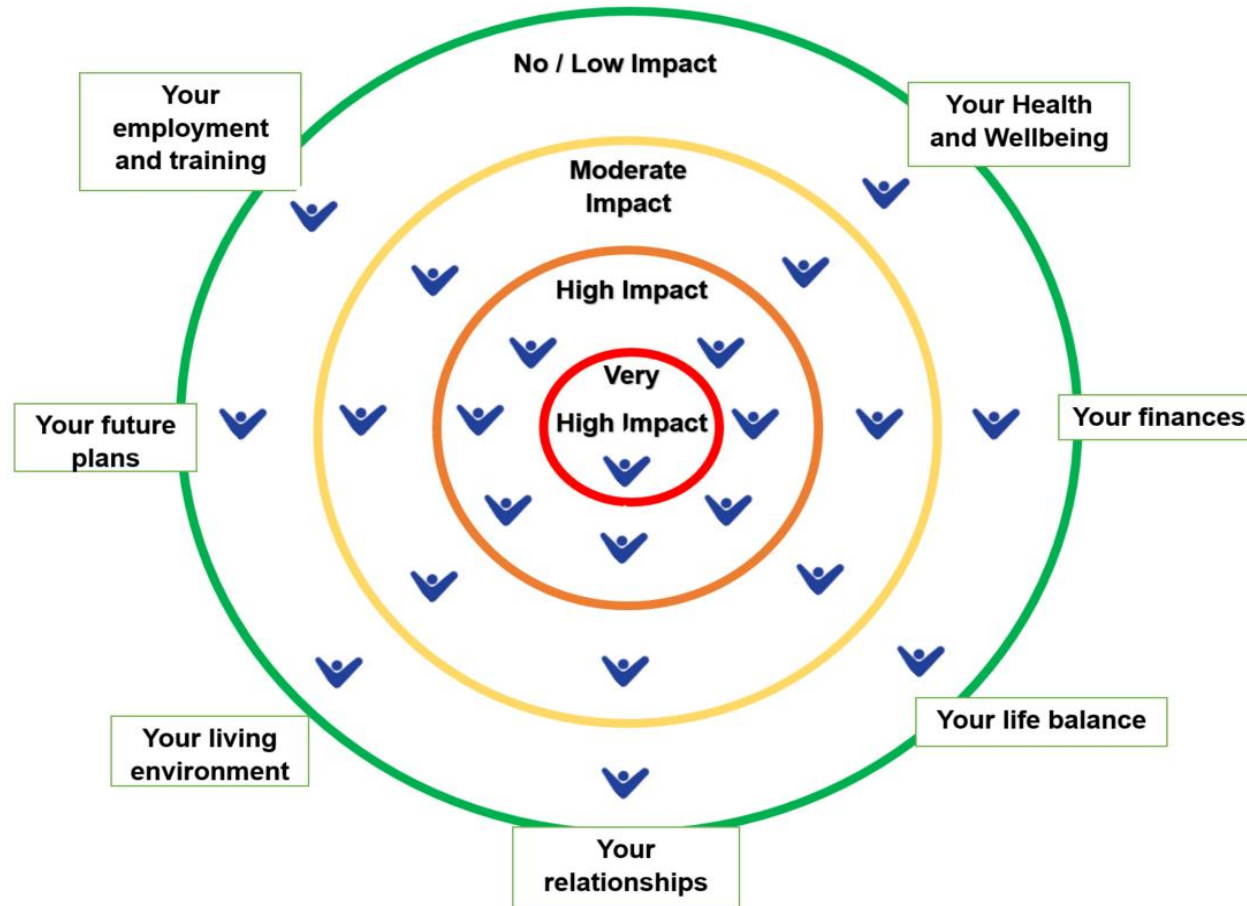 No / Low Impact
Your
employment
and training
Your Health
and Wellbeing
Moderate
Impact
High Impact
Very
High Impact
Your future
plans
Your finances
Your living
environment
Your life balance
Your
relationships